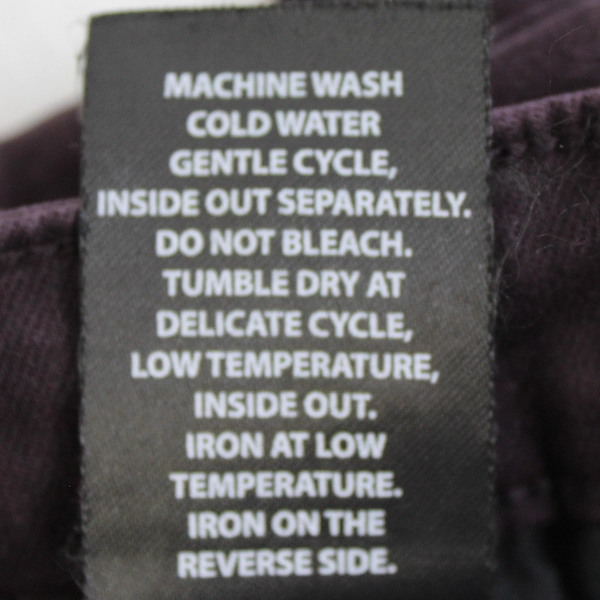 MACHINE WASH
COLD WATER
GENTLE CYCLE,
INSIDE OUT SEPARATELY.
DO NOT BLEACH.
TUMBLE DRY AT
DELICATE CYCLE,
LOW TEMPERATURE,
INSIDE OUT.
IRON AT LOW
TEMPERATURE.
IRON ON THE
REVERSE SIDE.